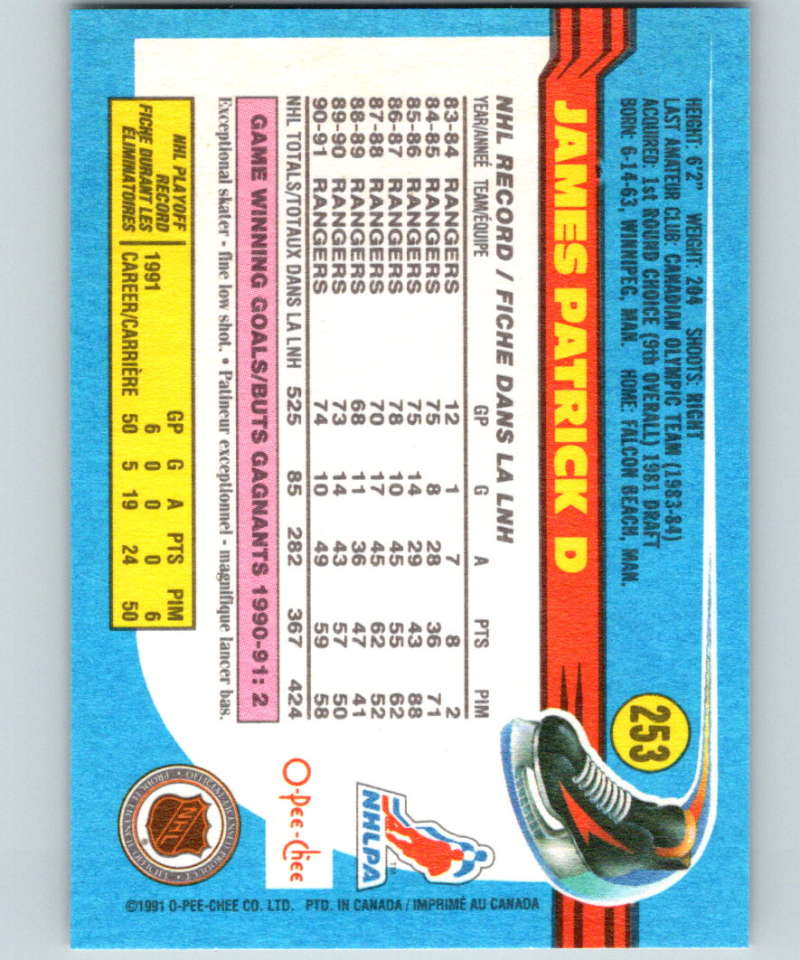 HEIGHT: 6'2" WEIGHT: 204 SHOOTS: RIGHT
LAST AMATEUR CLUB: CANADIAN OLYMPIC TEAM (1983-84)
ACQUIRED: 1st ROUND CHOICE (9th OVERALL) 1981 DRAFT
BORN: 6-14-63, WINNIPEG, MAN. HOME: FALCON BEACH, MAN.
253
JAMES PATRICK D
NHL RECORD / FICHE DANS LA LNH
YEAR/ANNÉE TEAM/ÉQUIPE GP G A PTS PIM
83-84 RANGERS 12 1 7 8 2
84-85 RANGERS 75 8 28 36 71
85-86 RANGERS 75 14 29 43 88
86-87 RANGERS 78 10 45 55 62
87-88 RANGERS 70 17 45 62 52
88-89 RANGERS 68 11 36 47 41
89-90 RANGERS 73 14 43 57 50
90-91 RANGERS 74 10 49 59 58
NHL TOTALS/TOTAUX DANS LA LNH 525 85 282 367 424
GAME WINNING GOALS/BUTS GAGNANTS 1990-91: 2
Exceptional skater - fine low shot. • Patineur exceptionnel - magnifique lancer bas.
NHL PLAYOFF
RECORD
FICHE DURANT LES
ÉLIMINATOIRES
GP G A PTS PIM
1991 6 0 0 0 6
CAREER/CARRIÈRE 50 5 19 24 50
NHLPA
TM
O-Pee-Chee
NHL
©1991 O-PEE-CHEE CO. LTD. PTD. IN CANADA / IMPRIMÉ AU CANADA